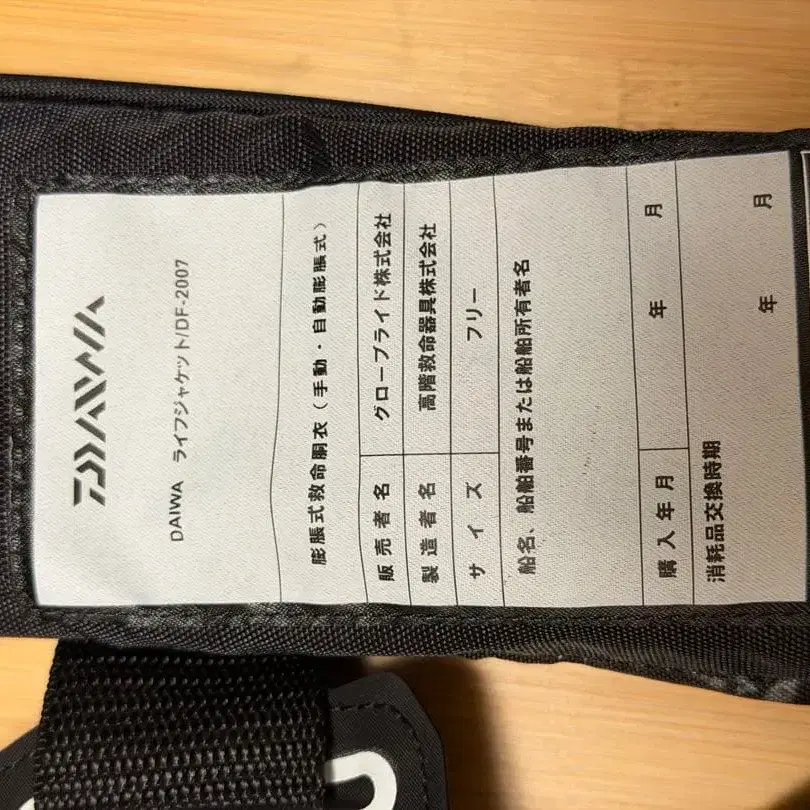 DAIWA
DAIWA ライフジャケット/DF-2007
膨脹式救命胴衣(手動・自動膨脹式)
販売者名 グローブライド株式会社
製造者名 高階救命器具株式会社
サイズ フリー
船名、船舶番号または船舶所有者名
購入年月 年 月
消耗品交換時期
年 月